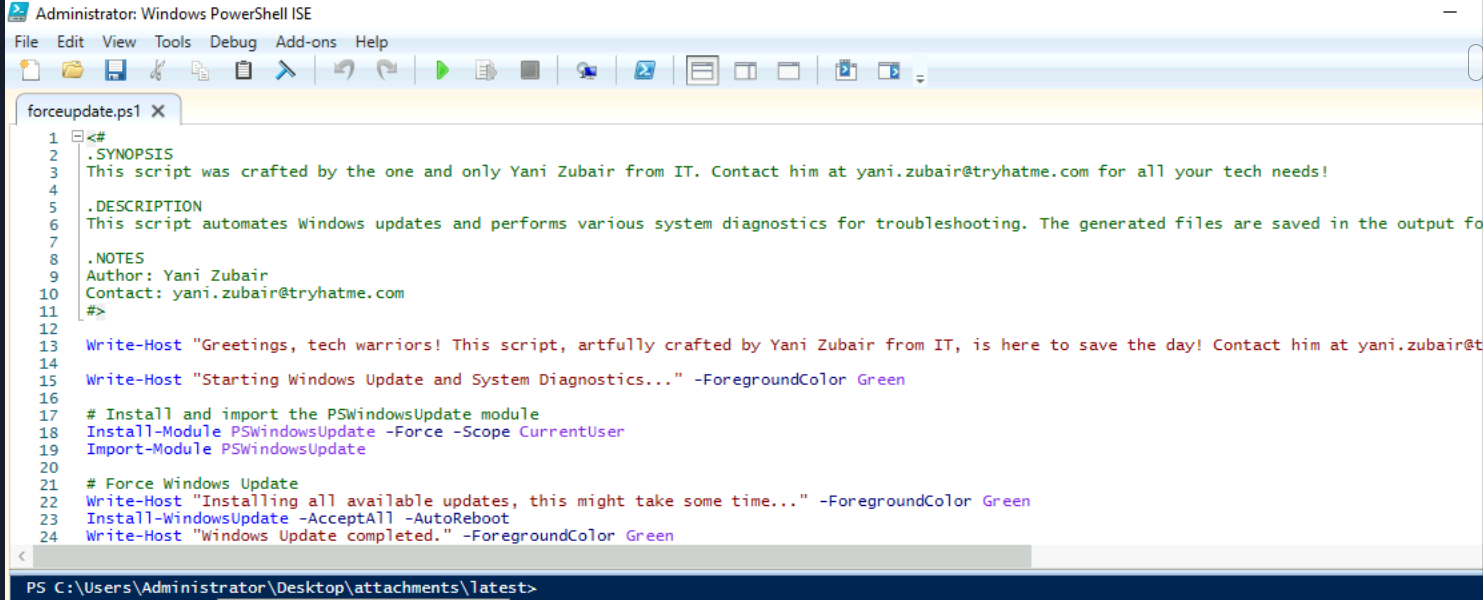 Administrator: Windows PowerShell ISE
File Edit View Tools Debug Add-ons Help
forceupdate.ps1
1 <#
2 .SYNOPSIS
3 This script was crafted by the one and only Yani Zubair from IT. Contact him at yani.zubair@tryhatme.com for all your tech needs!
4
5 .DESCRIPTION
6 This script automates Windows updates and performs various system diagnostics for troubleshooting. The generated files are saved in the output fo
7
8 .NOTES
9 Author: Yani Zubair
10 Contact: yani.zubair@tryhatme.com
11 #>
12
13 Write-Host "Greetings, tech warriors! This script, artfully crafted by Yani Zubair from IT, is here to save the day! Contact him at yani.zubair@t
14
15 Write-Host "Starting Windows Update and System Diagnostics..." -ForegroundColor Green
16
17 # Install and import the PSWindowsUpdate module
18 Install-Module PSWindowsUpdate -Force -Scope CurrentUser
19 Import-Module PSWindowsUpdate
20
21 # Force Windows Update
22 Write-Host "Installing all available updates, this might take some time..." -ForegroundColor Green
23 Install-WindowsUpdate -AcceptAll -AutoReboot
24 Write-Host "Windows Update completed." -ForegroundColor Green
PS C:\Users\Administrator\Desktop\attachments\latest>